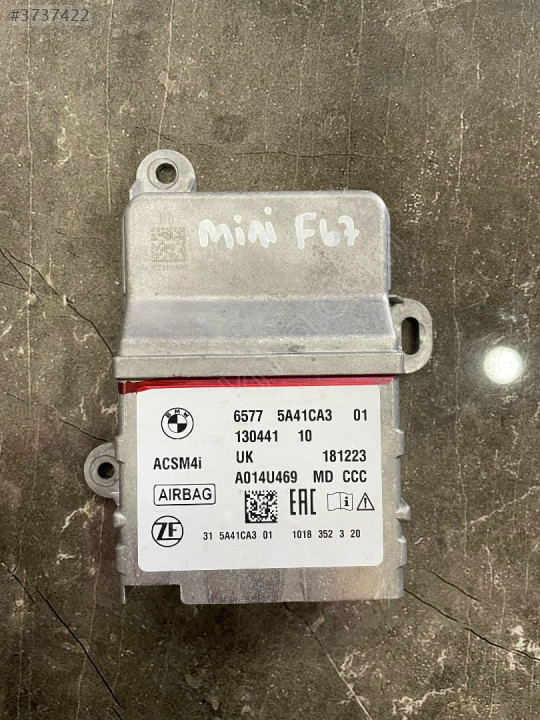 #3737422
MINI F67
BMW
6577 5A41CA3 01
130441 10
ACSM4i UK 181223
A014U469 MD CCC
AIRBAG
EAC i
ZF
31 5A41CA3 01 1018 352 3 20